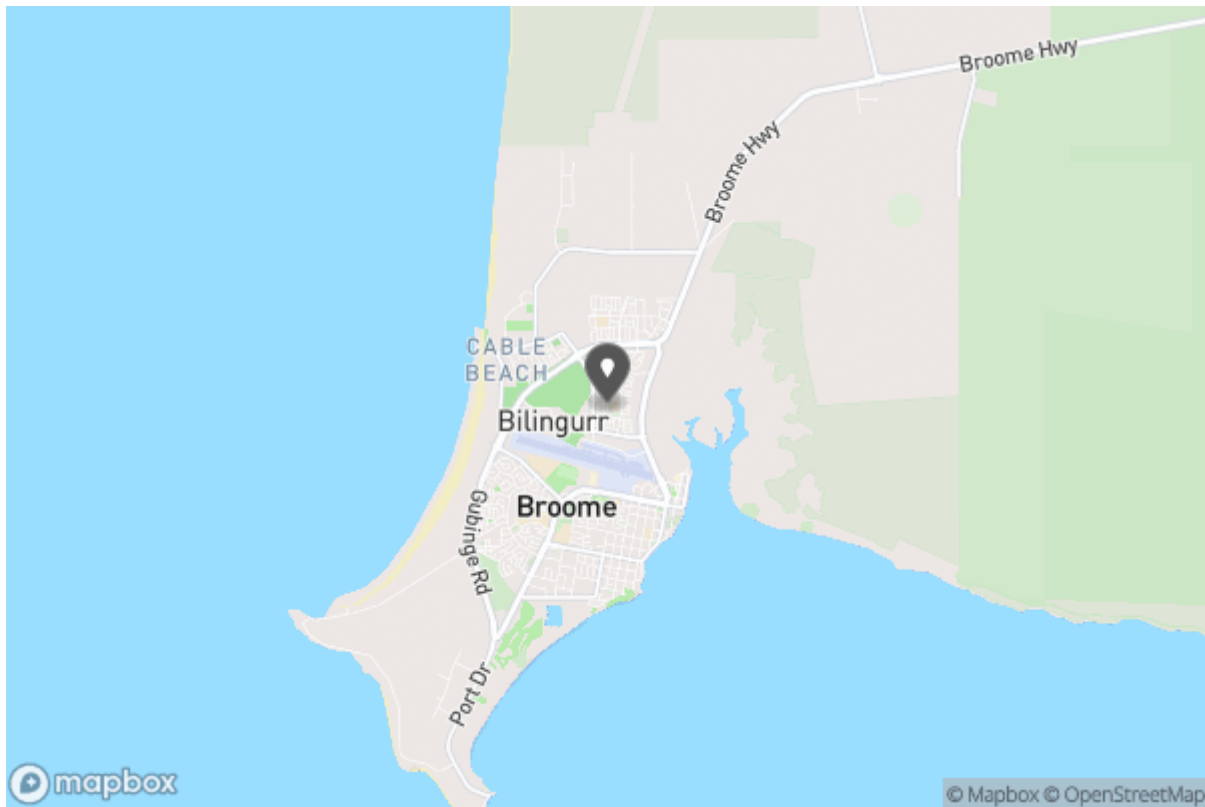 Broome Hwy
Broome Hwy
CABLE
BEACH
Bilingurr
Broome
Gubinge Rd
Port Dr
mapbox
© Mapbox © OpenStreetMap